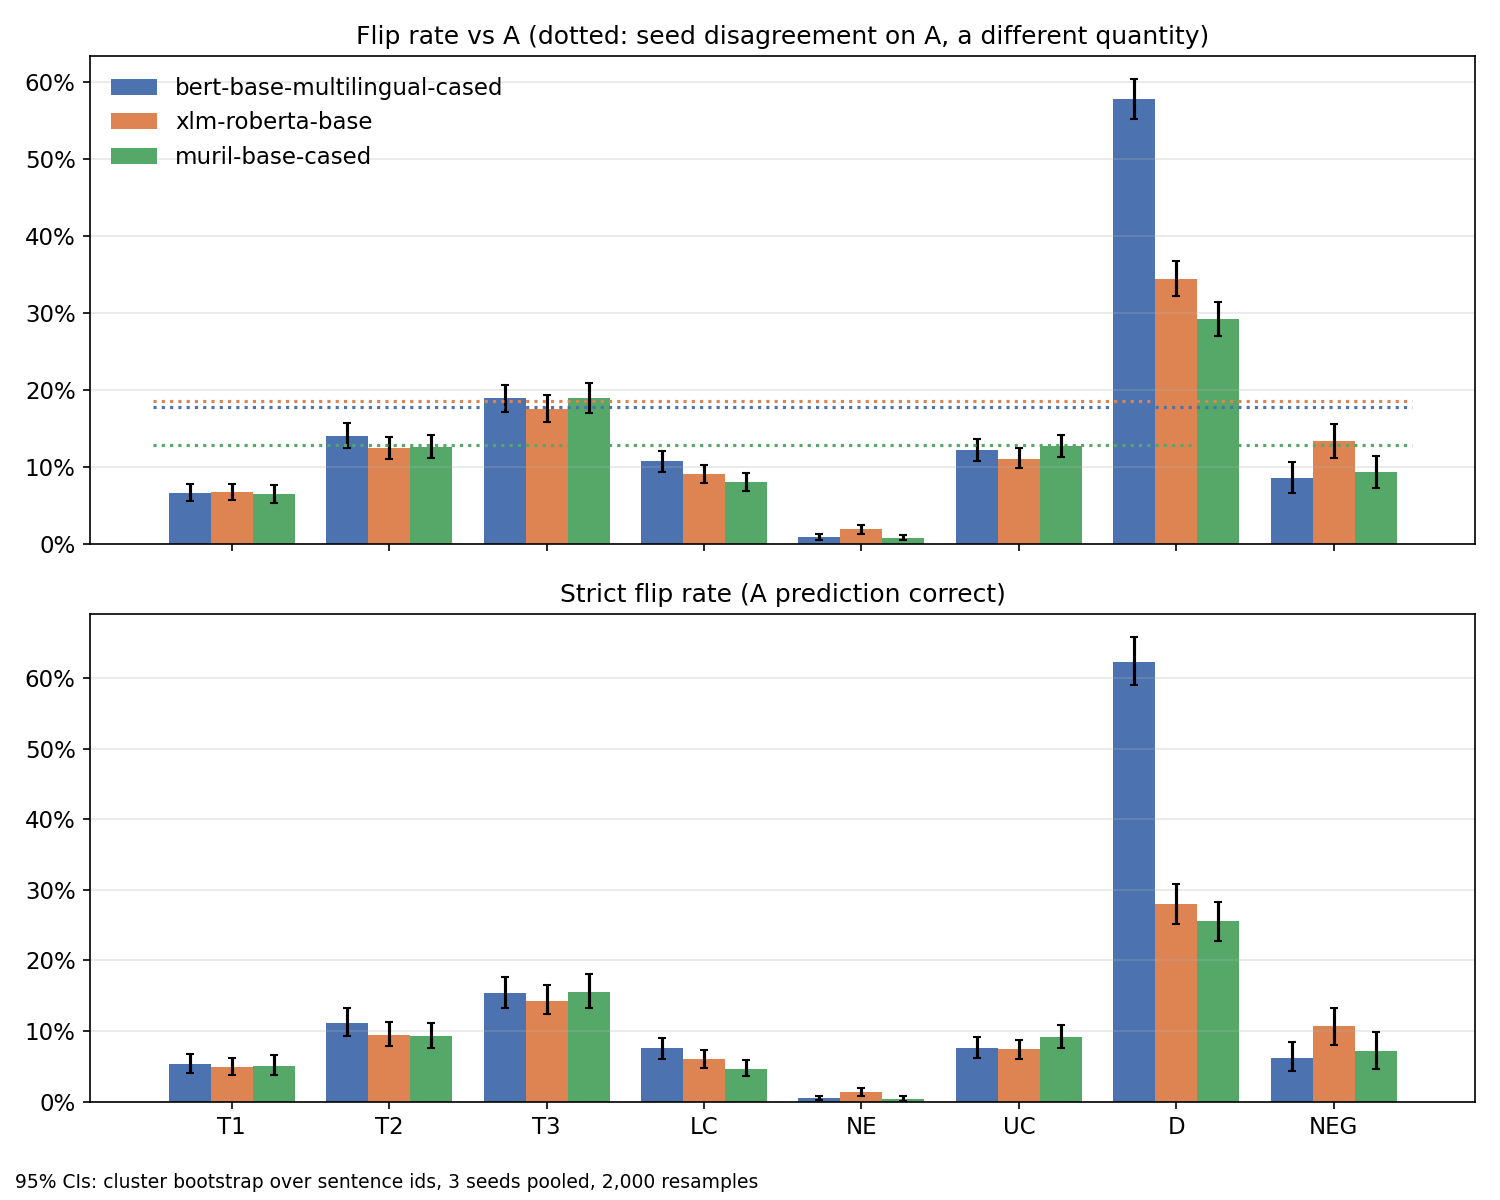 Flip rate vs A (dotted: seed disagreement on A, a different quantity)
60%
50%
40%
30%
20%
10%
0%
bert-base-multilingual-cased
xlm-roberta-base
muril-base-cased
Strict flip rate (A prediction correct)
60%
50%
40%
30%
20%
10%
0%
T1 T2 T3 LC NE UC D NEG
95% CIs: cluster bootstrap over sentence ids, 3 seeds pooled, 2,000 resamples